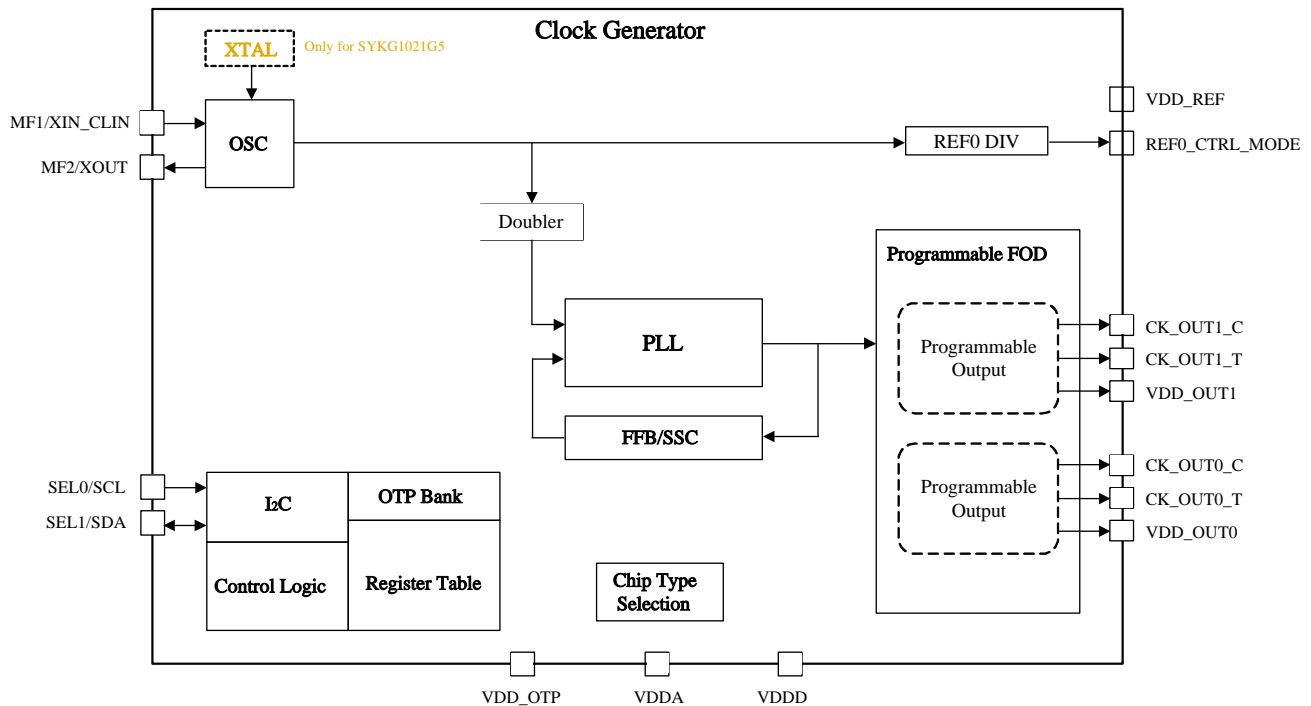 Clock Generator
XTAL
Only for SYKG1021G5
VDD_REF
MF1/XIN_CLIN
OSC
REF0 DIV
REF0_CTRL_MODE
MF2/XOUT
Doubler
Programmable FOD
PLL
Programmable
Output
CK_OUT1_C
CK_OUT1_T
VDD_OUT1
FFB/SSC
SEL0/SCL
SEL1/SDA
I2C
OTP Bank
Control Logic
Register Table
Programmable
Output
CK_OUT0_C
CK_OUT0_T
VDD_OUT0
Chip Type
Selection
VDD_OTP
VDDA
VDDD